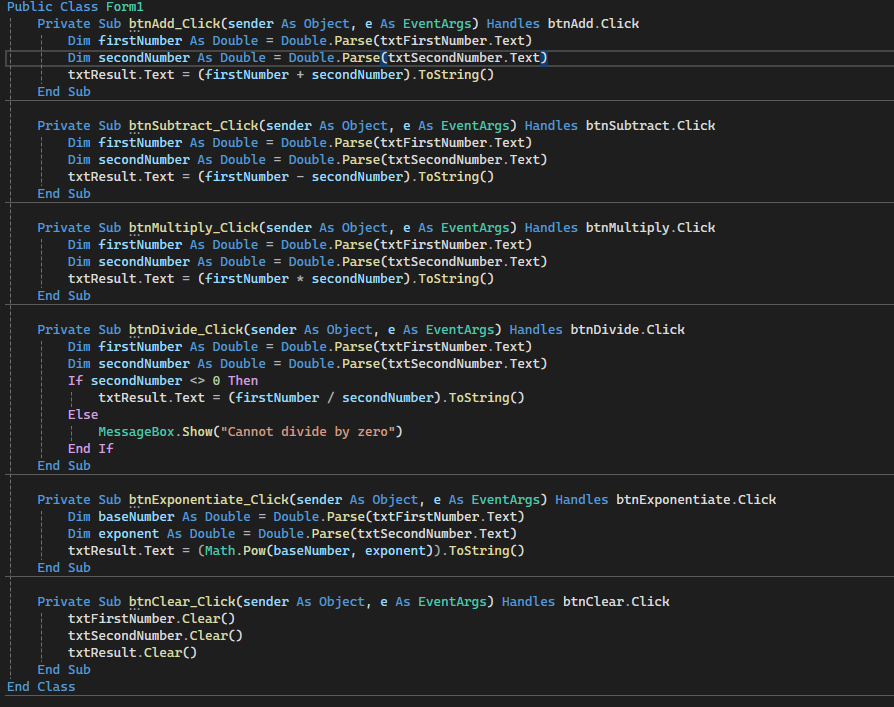 Public Class Form1
    Private Sub btnAdd_Click(sender As Object, e As EventArgs) Handles btnAdd.Click
        Dim firstNumber As Double = Double.Parse(txtFirstNumber.Text)
        Dim secondNumber As Double = Double.Parse(txtSecondNumber.Text)
        txtResult.Text = (firstNumber + secondNumber).ToString()
    End Sub

    Private Sub btnSubtract_Click(sender As Object, e As EventArgs) Handles btnSubtract.Click
        Dim firstNumber As Double = Double.Parse(txtFirstNumber.Text)
        Dim secondNumber As Double = Double.Parse(txtSecondNumber.Text)
        txtResult.Text = (firstNumber - secondNumber).ToString()
    End Sub

    Private Sub btnMultiply_Click(sender As Object, e As EventArgs) Handles btnMultiply.Click
        Dim firstNumber As Double = Double.Parse(txtFirstNumber.Text)
        Dim secondNumber As Double = Double.Parse(txtSecondNumber.Text)
        txtResult.Text = (firstNumber * secondNumber).ToString()
    End Sub

    Private Sub btnDivide_Click(sender As Object, e As EventArgs) Handles btnDivide.Click
        Dim firstNumber As Double = Double.Parse(txtFirstNumber.Text)
        Dim secondNumber As Double = Double.Parse(txtSecondNumber.Text)
        If secondNumber <> 0 Then
            txtResult.Text = (firstNumber / secondNumber).ToString()
        Else
            MessageBox.Show("Cannot divide by zero")
        End If
    End Sub

    Private Sub btnExponentiate_Click(sender As Object, e As EventArgs) Handles btnExponentiate.Click
        Dim baseNumber As Double = Double.Parse(txtFirstNumber.Text)
        Dim exponent As Double = Double.Parse(txtSecondNumber.Text)
        txtResult.Text = (Math.Pow(baseNumber, exponent)).ToString()
    End Sub

    Private Sub btnClear_Click(sender As Object, e As EventArgs) Handles btnClear.Click
        txtFirstNumber.Clear()
        txtSecondNumber.Clear()
        txtResult.Clear()
    End Sub
End Class